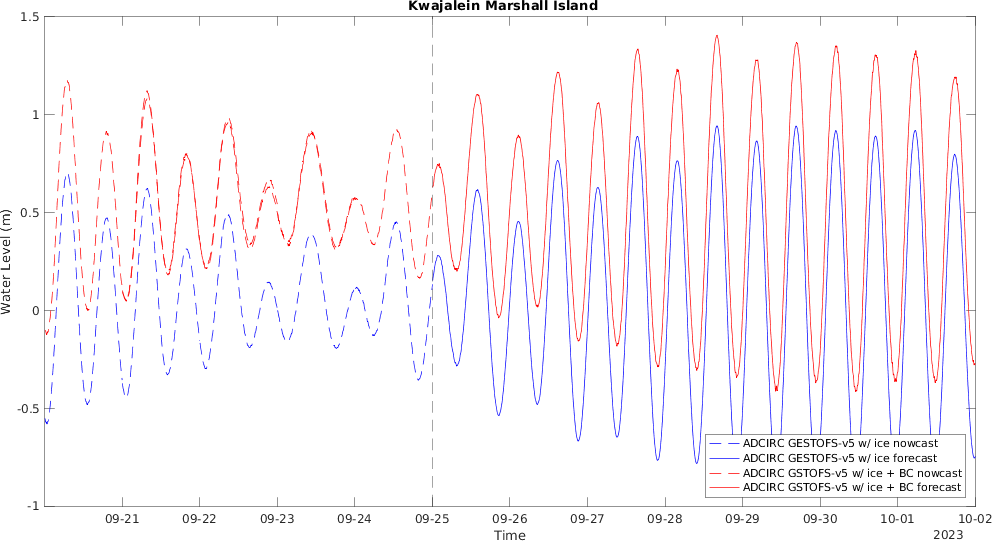 Kwajalein Marshall Island
Water Level (m)
1.5
1
0.5
0
-0.5
-1
ADCIRC GESTOFS-v5 w/ ice nowcast
ADCIRC GESTOFS-v5 w/ ice forecast
ADCIRC GSTOFS-v5 w/ ice + BC nowcast
ADCIRC GSTOFS-v5 w/ ice + BC forecast
09-21 09-22 09-23 09-24 09-25 09-26 09-27 09-28 09-29 09-30 10-01 10-02
Time
2023